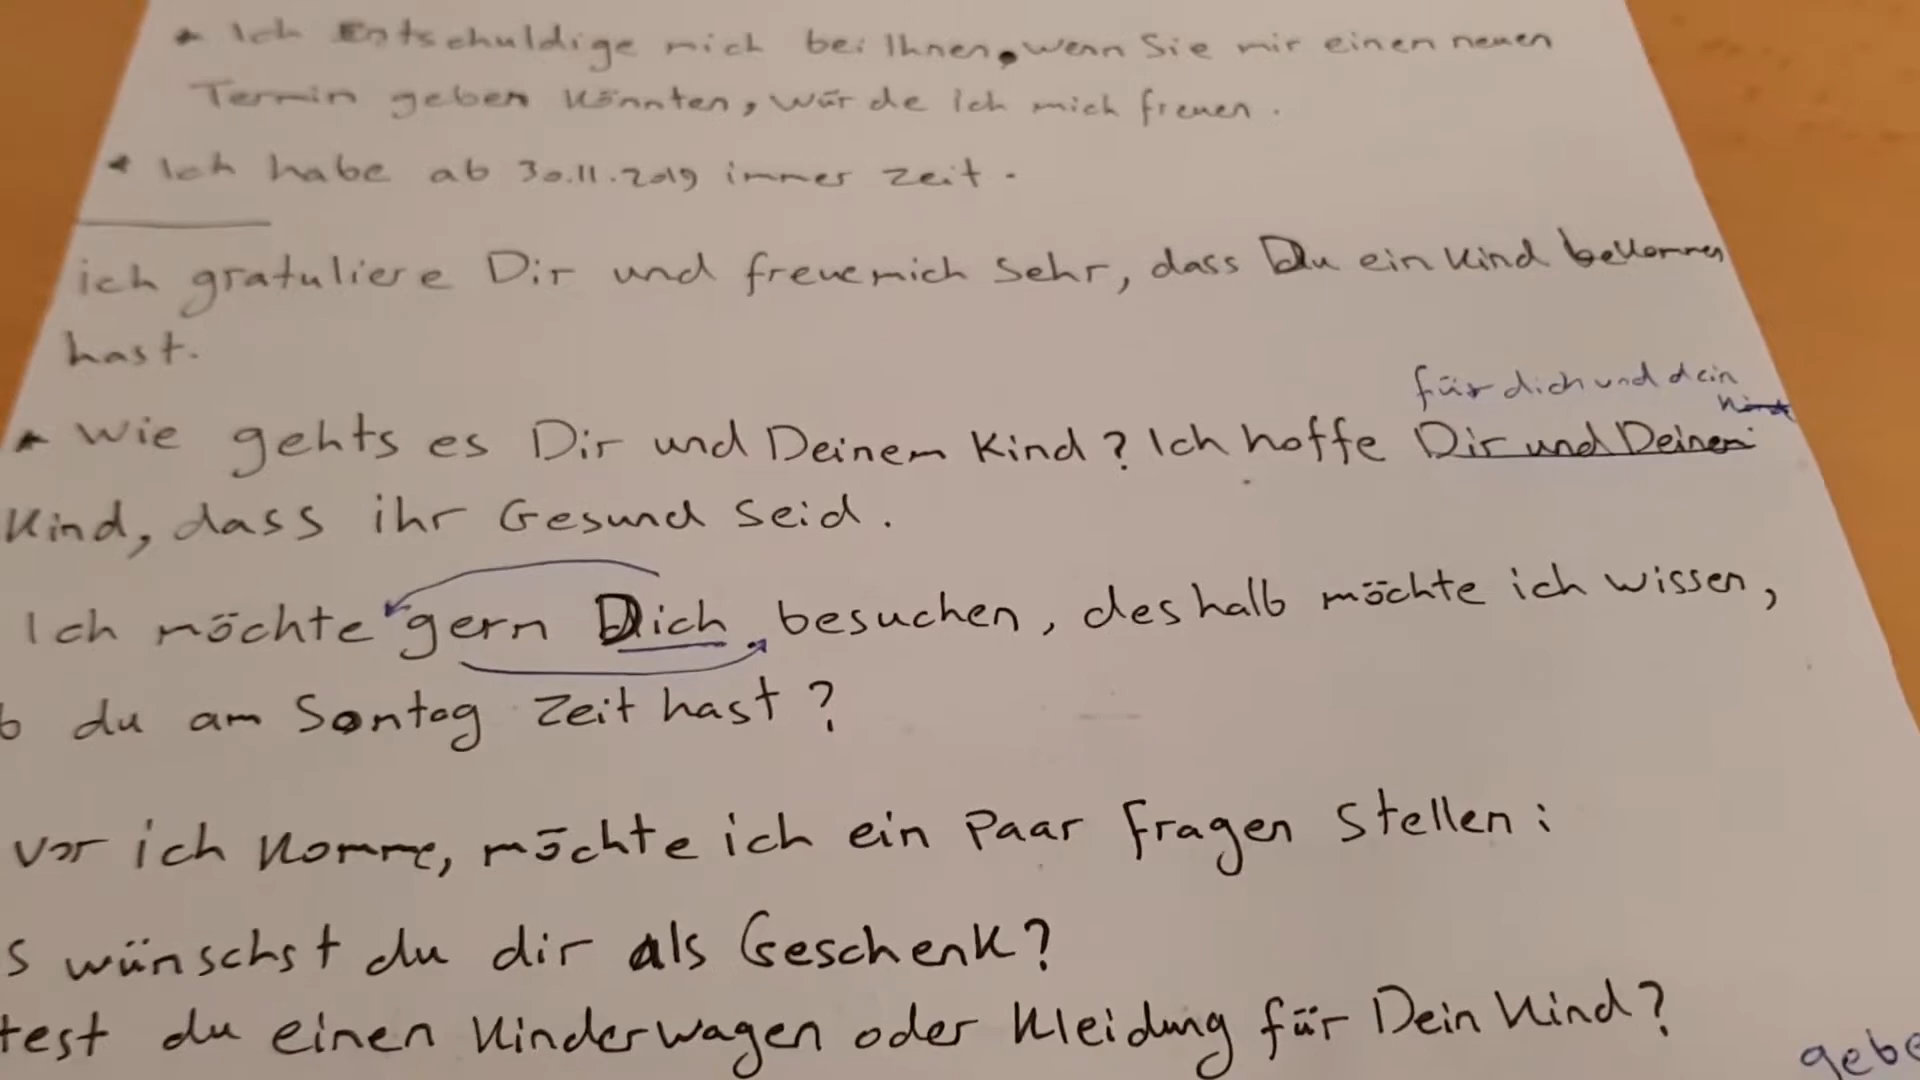 Ich Entschuldige mich bei Ihnen, wenn Sie mir einen neuen
Termin geben könnten, würde ich mich freuen.
Ich habe ab 30.11.2019 immer zeit.
ich gratuliere Dir und freue mich sehr, dass Du ein Kind bekommen
hast.
für dich und dein
Kind
Wie gehts es Dir und Deinem Kind? Ich hoffe Dir und Deinen
Kind, dass ihr Gesund seid.
Ich möchte gern Dich besuchen, deshalb möchte ich wissen,
b du am Sontag Zeit hast?
vor ich komme, möchte ich ein Paar Fragen stellen:
s wünschst du dir als Geschenk?
test du einen Kinderwagen oder Kleidung für Dein Kind?
gebe